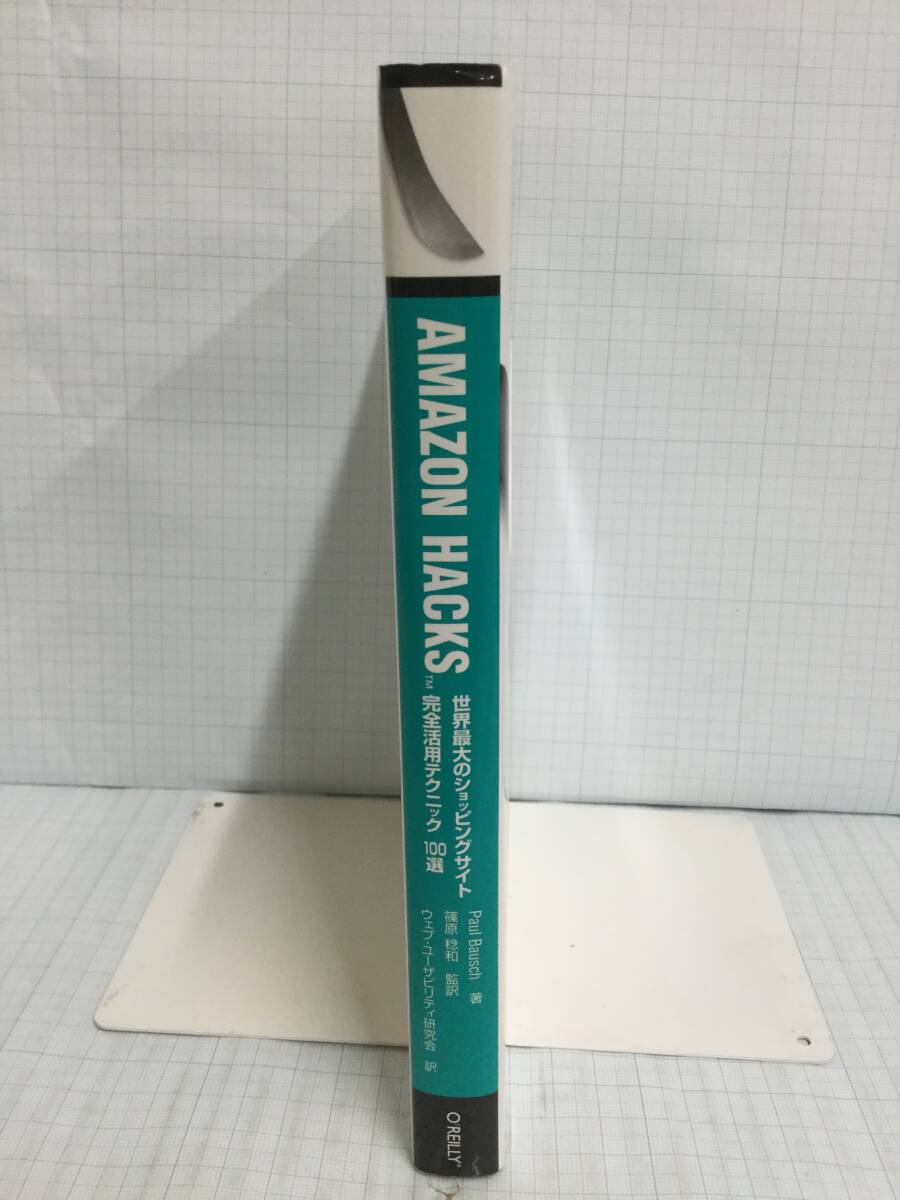 AMAZON HACKS™
世界最大のショッピングサイト
完全活用テクニック 100選
Paul Bausch 著
篠原 稔和 監訳
ウェブ・ユーザビリティ研究会 訳
O'REILLY®